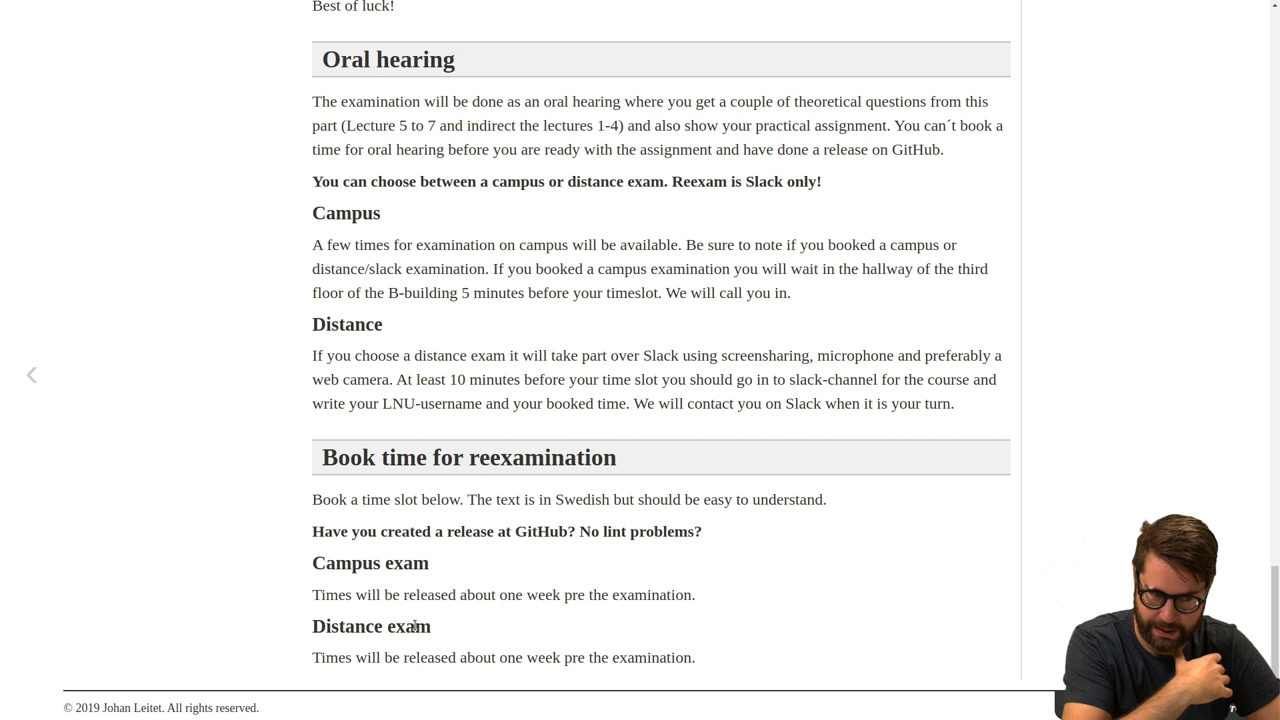 Best of luck!
Oral hearing
The examination will be done as an oral hearing where you get a couple of theoretical questions from this
part (Lecture 5 to 7 and indirect the lectures 1-4) and also show your practical assignment. You can´t book a
time for oral hearing before you are ready with the assignment and have done a release on GitHub.
You can choose between a campus or distance exam. Reexam is Slack only!
Campus
A few times for examination on campus will be available. Be sure to note if you booked a campus or
distance/slack examination. If you booked a campus examination you will wait in the hallway of the third
floor of the B-building 5 minutes before your timeslot. We will call you in.
Distance
If you choose a distance exam it will take part over Slack using screensharing, microphone and preferably a
web camera. At least 10 minutes before your time slot you should go in to slack-channel for the course and
write your LNU-username and your booked time. We will contact you on Slack when it is your turn.
Book time for reexamination
Book a time slot below. The text is in Swedish but should be easy to understand.
Have you created a release at GitHub? No lint problems?
Campus exam
Times will be released about one week pre the examination.
Distance exam
Times will be released about one week pre the examination.
© 2019 Johan Leitet. All rights reserved.